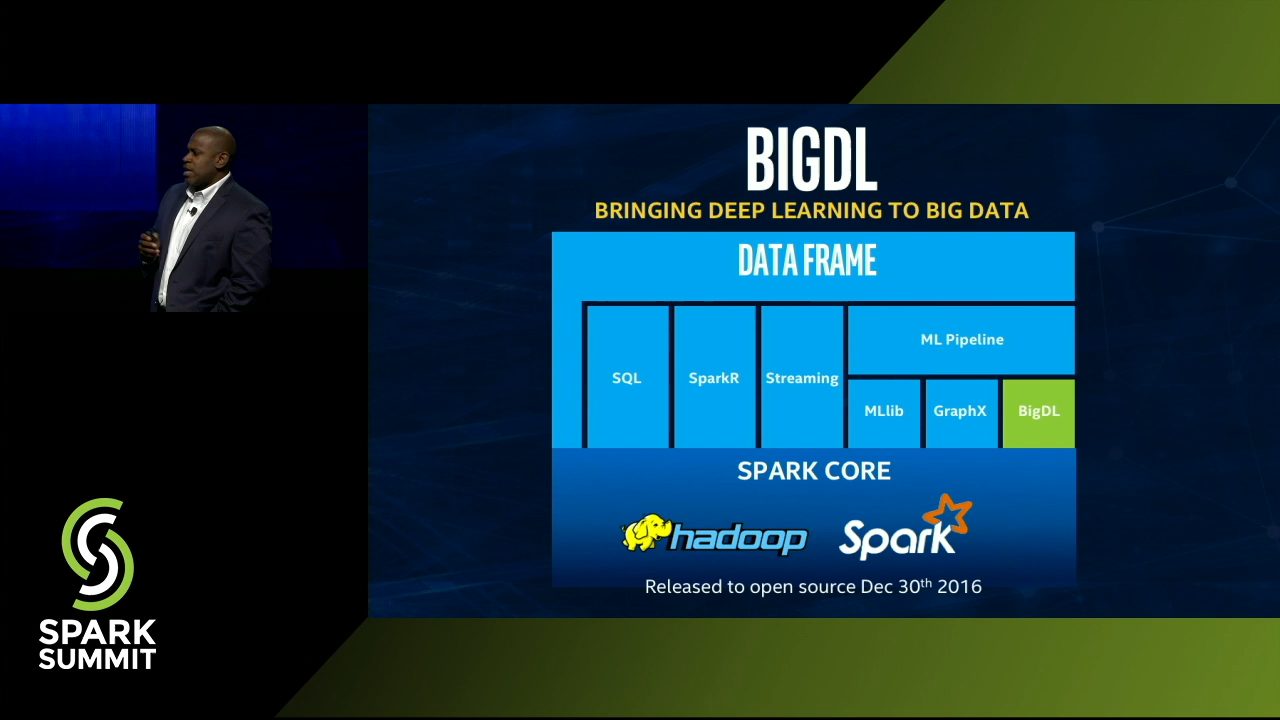 BIGDL
BRINGING DEEP LEARNING TO BIG DATA
DATA FRAME
SQL
SparkR
Streaming
ML Pipeline
MLlib
GraphX
BigDL
SPARK CORE
hadoop
Spark
Released to open source Dec 30th 2016
SPARK
SUMMIT